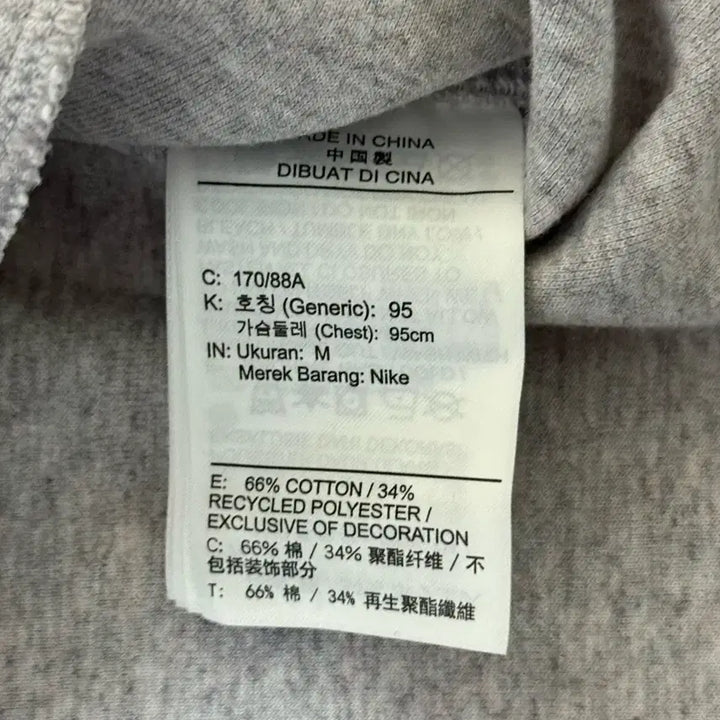 MADE IN CHINA
中国製
DIBUAT DI CINA
C: 170/88A
K: 호칭 (Generic): 95
가슴둘레 (Chest): 95cm
IN: Ukuran: M
Merek Barang: Nike
E: 66% COTTON / 34%
RECYCLED POLYESTER /
EXCLUSIVE OF DECORATION
C: 66% 棉 / 34% 聚酯纤维 / 不
包括装饰部分
T: 66% 棉 / 34% 再生聚酯纖維